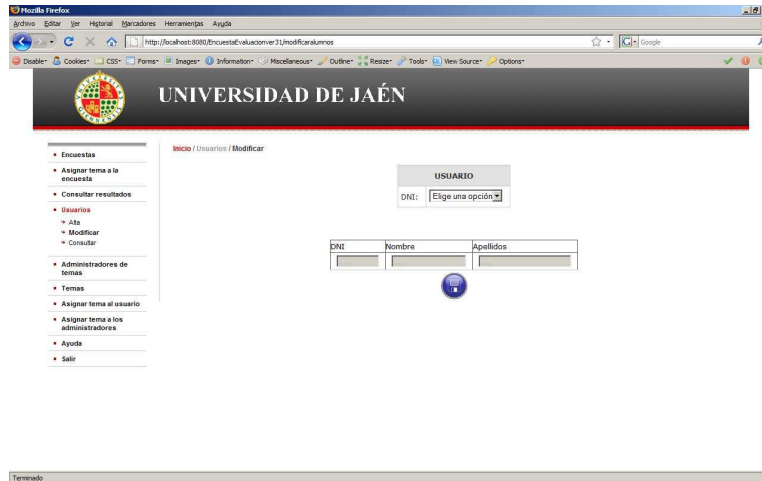 Mozilla Firefox
Archivo Editar Ver Historial Marcadores Herramientas Ayuda
http://localhost:8080/EncuestaEvaluacionver31/modificaralumnos
Google
Disable Cookies CSS Forms Images Information Miscellaneous Outline Resize Tools View Source Options
UNIVERSIDAD DE JAÉN
Inicio / Usuarios / Modificar
Encuestas
Asignar tema a la
encuesta
Consultar resultados
Usuarios
Alta
Modificar
Consultar
Administradores de
temas
Temas
Asignar tema al usuario
Asignar tema a los
administradores
Ayuda
Salir
USUARIO
DNI: Elige una opción
DNI Nombre Apellidos
Terminado